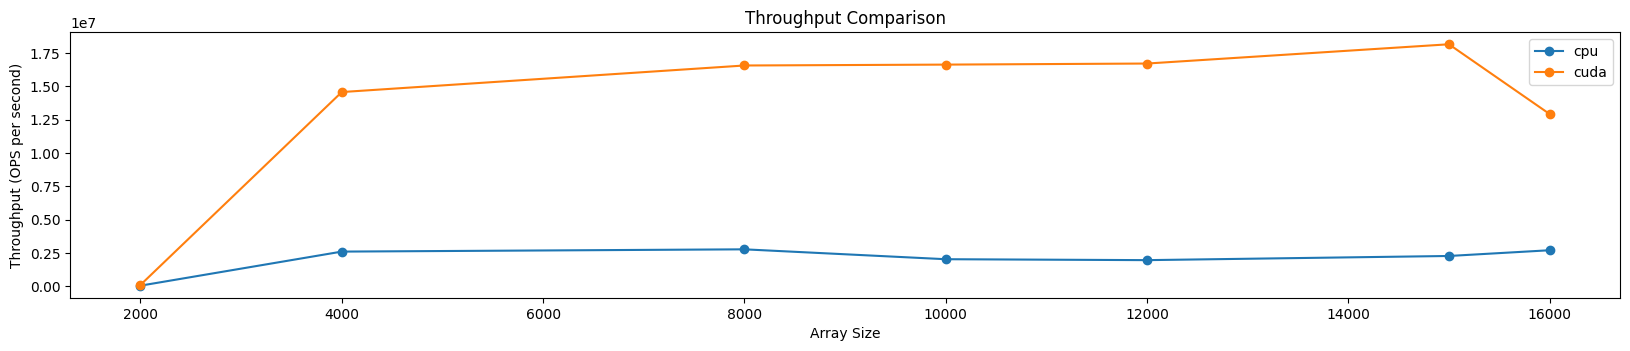 Throughput Comparison
1e7
Throughput (OPS per second)
1.75
1.50
1.25
1.00
0.75
0.50
0.25
0.00
cpu
cuda
2000 4000 6000 8000 10000 12000 14000 16000
Array Size